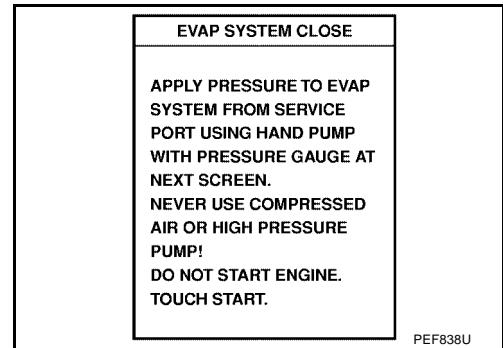 EVAP SYSTEM CLOSE
APPLY PRESSURE TO EVAP
SYSTEM FROM SERVICE
PORT USING HAND PUMP
WITH PRESSURE GAUGE AT
NEXT SCREEN.
NEVER USE COMPRESSED
AIR OR HIGH PRESSURE
PUMP!
DO NOT START ENGINE.
TOUCH START.
PEF838U